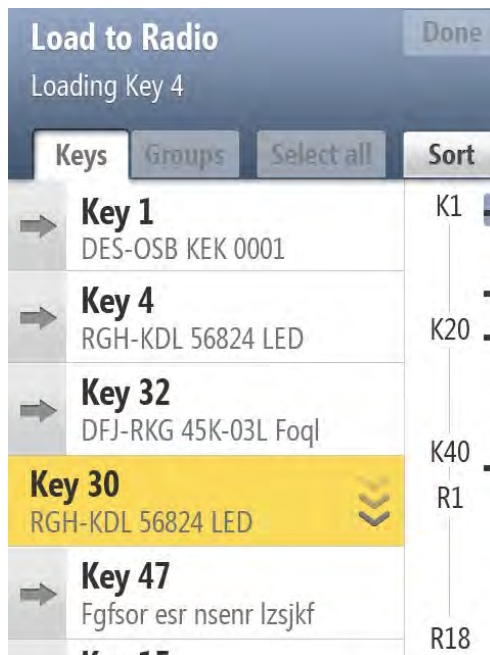 Load to Radio
Done
Loading Key 4
Keys
Groups
Select all
Sort
Key 1
DES-OSB KEK 0001
Key 4
RGH-KDL 56824 LED
Key 32
DFJ-RKG 45K-03L Foql
Key 30
RGH-KDL 56824 LED
Key 47
Fgfsor esr nsenr lzsjkf
K1
K20
K40
R1
R18